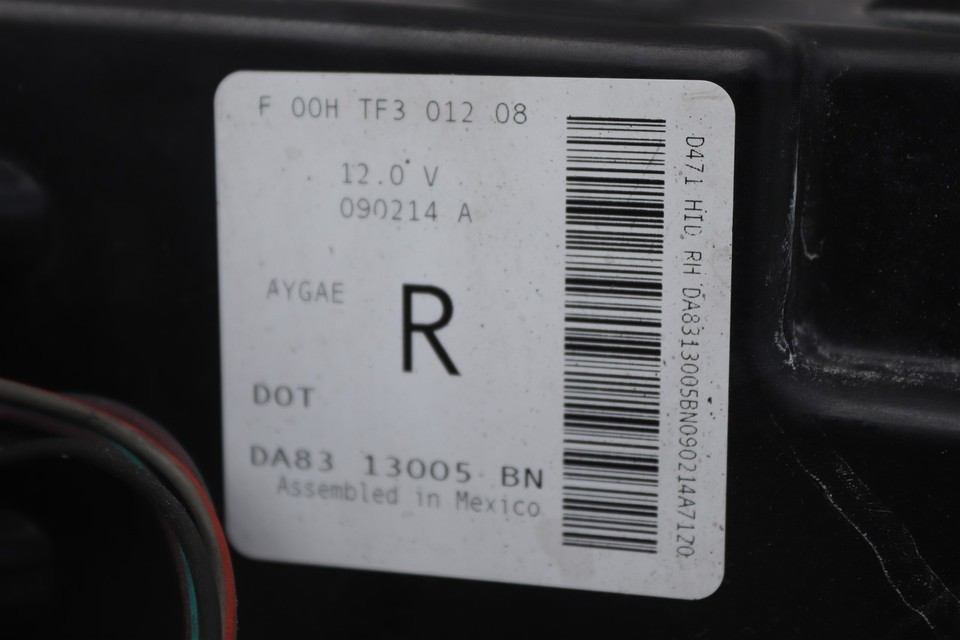 F 00H TF3 012 08
12.0 V
090214 A
AYGAE
R
DOT
DA83 13005 BN
Assembled in Mexico
D471 HID RH DA8313005BN090214A7120